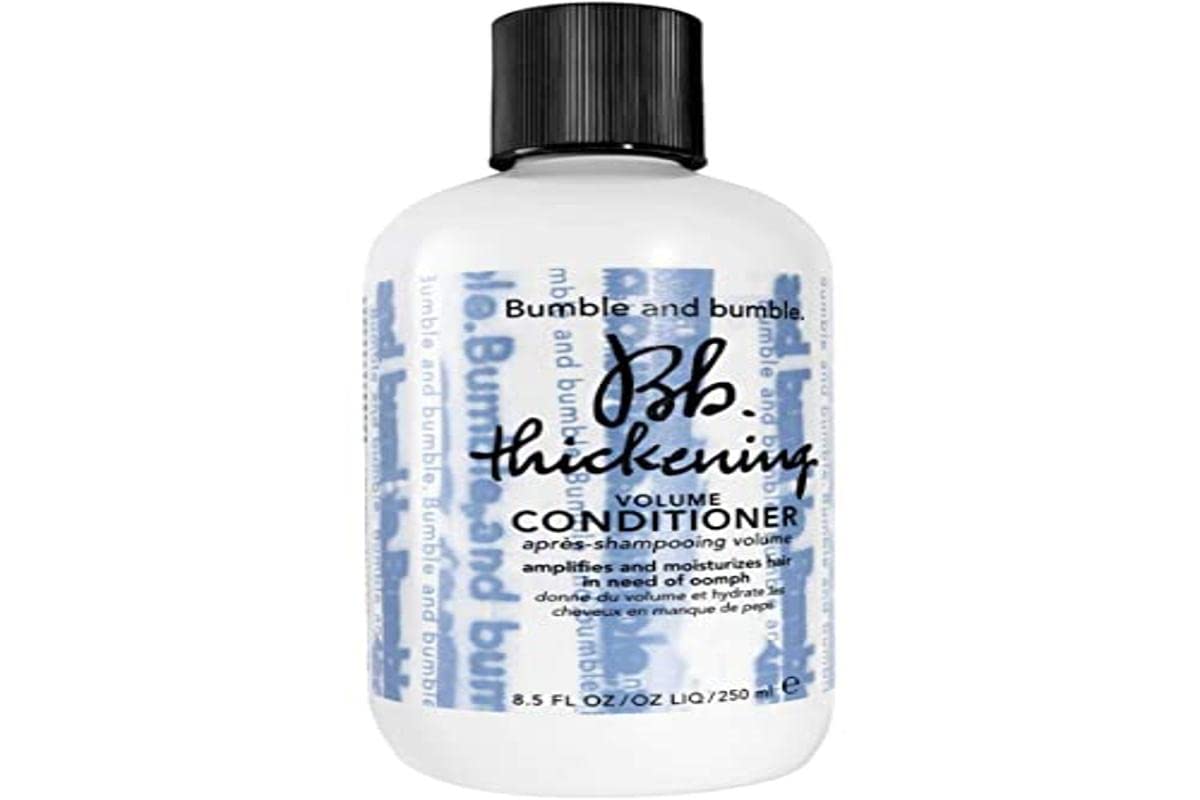 Bumble and bumble.
Bb.
thickening
VOLUME
CONDITIONER
après-shampooing volume
amplifies and moisturizes hair
in need of oomph
donne du volume et hydrate les
cheveux en manque de peps
8.5 FL OZ/OZ LIQ/250 ml e